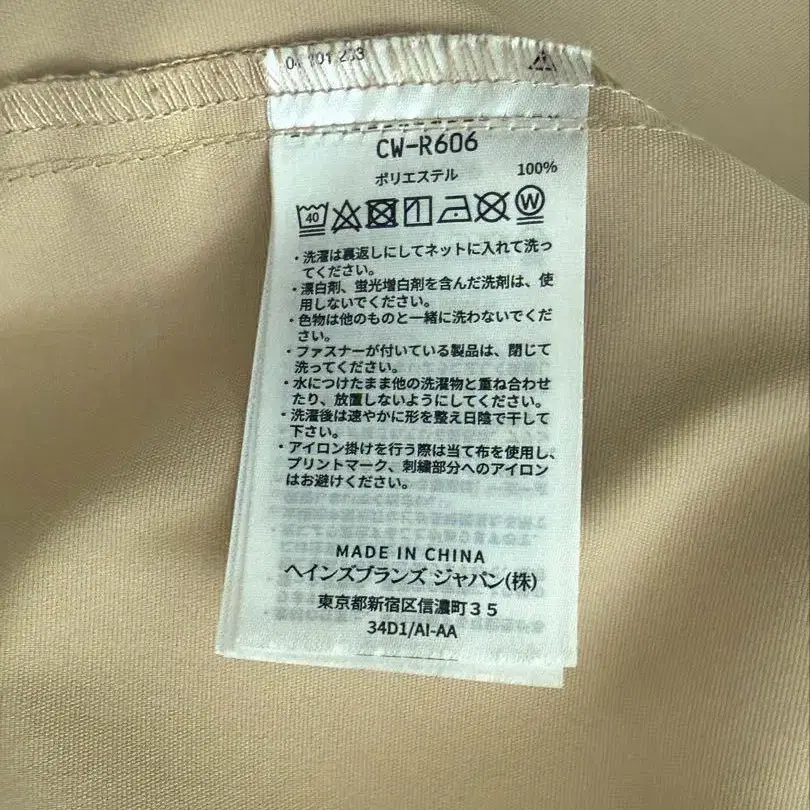 CW-R606
ポリエステル 100%
40 W
・洗濯は裏返しにしてネットに入れて洗っ
てください。
・漂白剤、蛍光増白剤を含んだ洗剤は、使
用しないでください。
・色物は他のものと一緒に洗わないでくだ
さい。
・ファスナーが付いている製品は、閉じて
洗ってください。
・水につけたまま他の洗濯物と重ね合わせ
たり、放置しないようにしてください。
・洗濯後は速やかに形を整え日陰で干して
下さい。
・アイロン掛けを行う際は当て布を使用し、
プリントマーク、刺繍部分へのアイロン
はお避けください。
MADE IN CHINA
ヘインズブランズ ジャパン(株)
東京都新宿区信濃町35
34D1/AI-AA